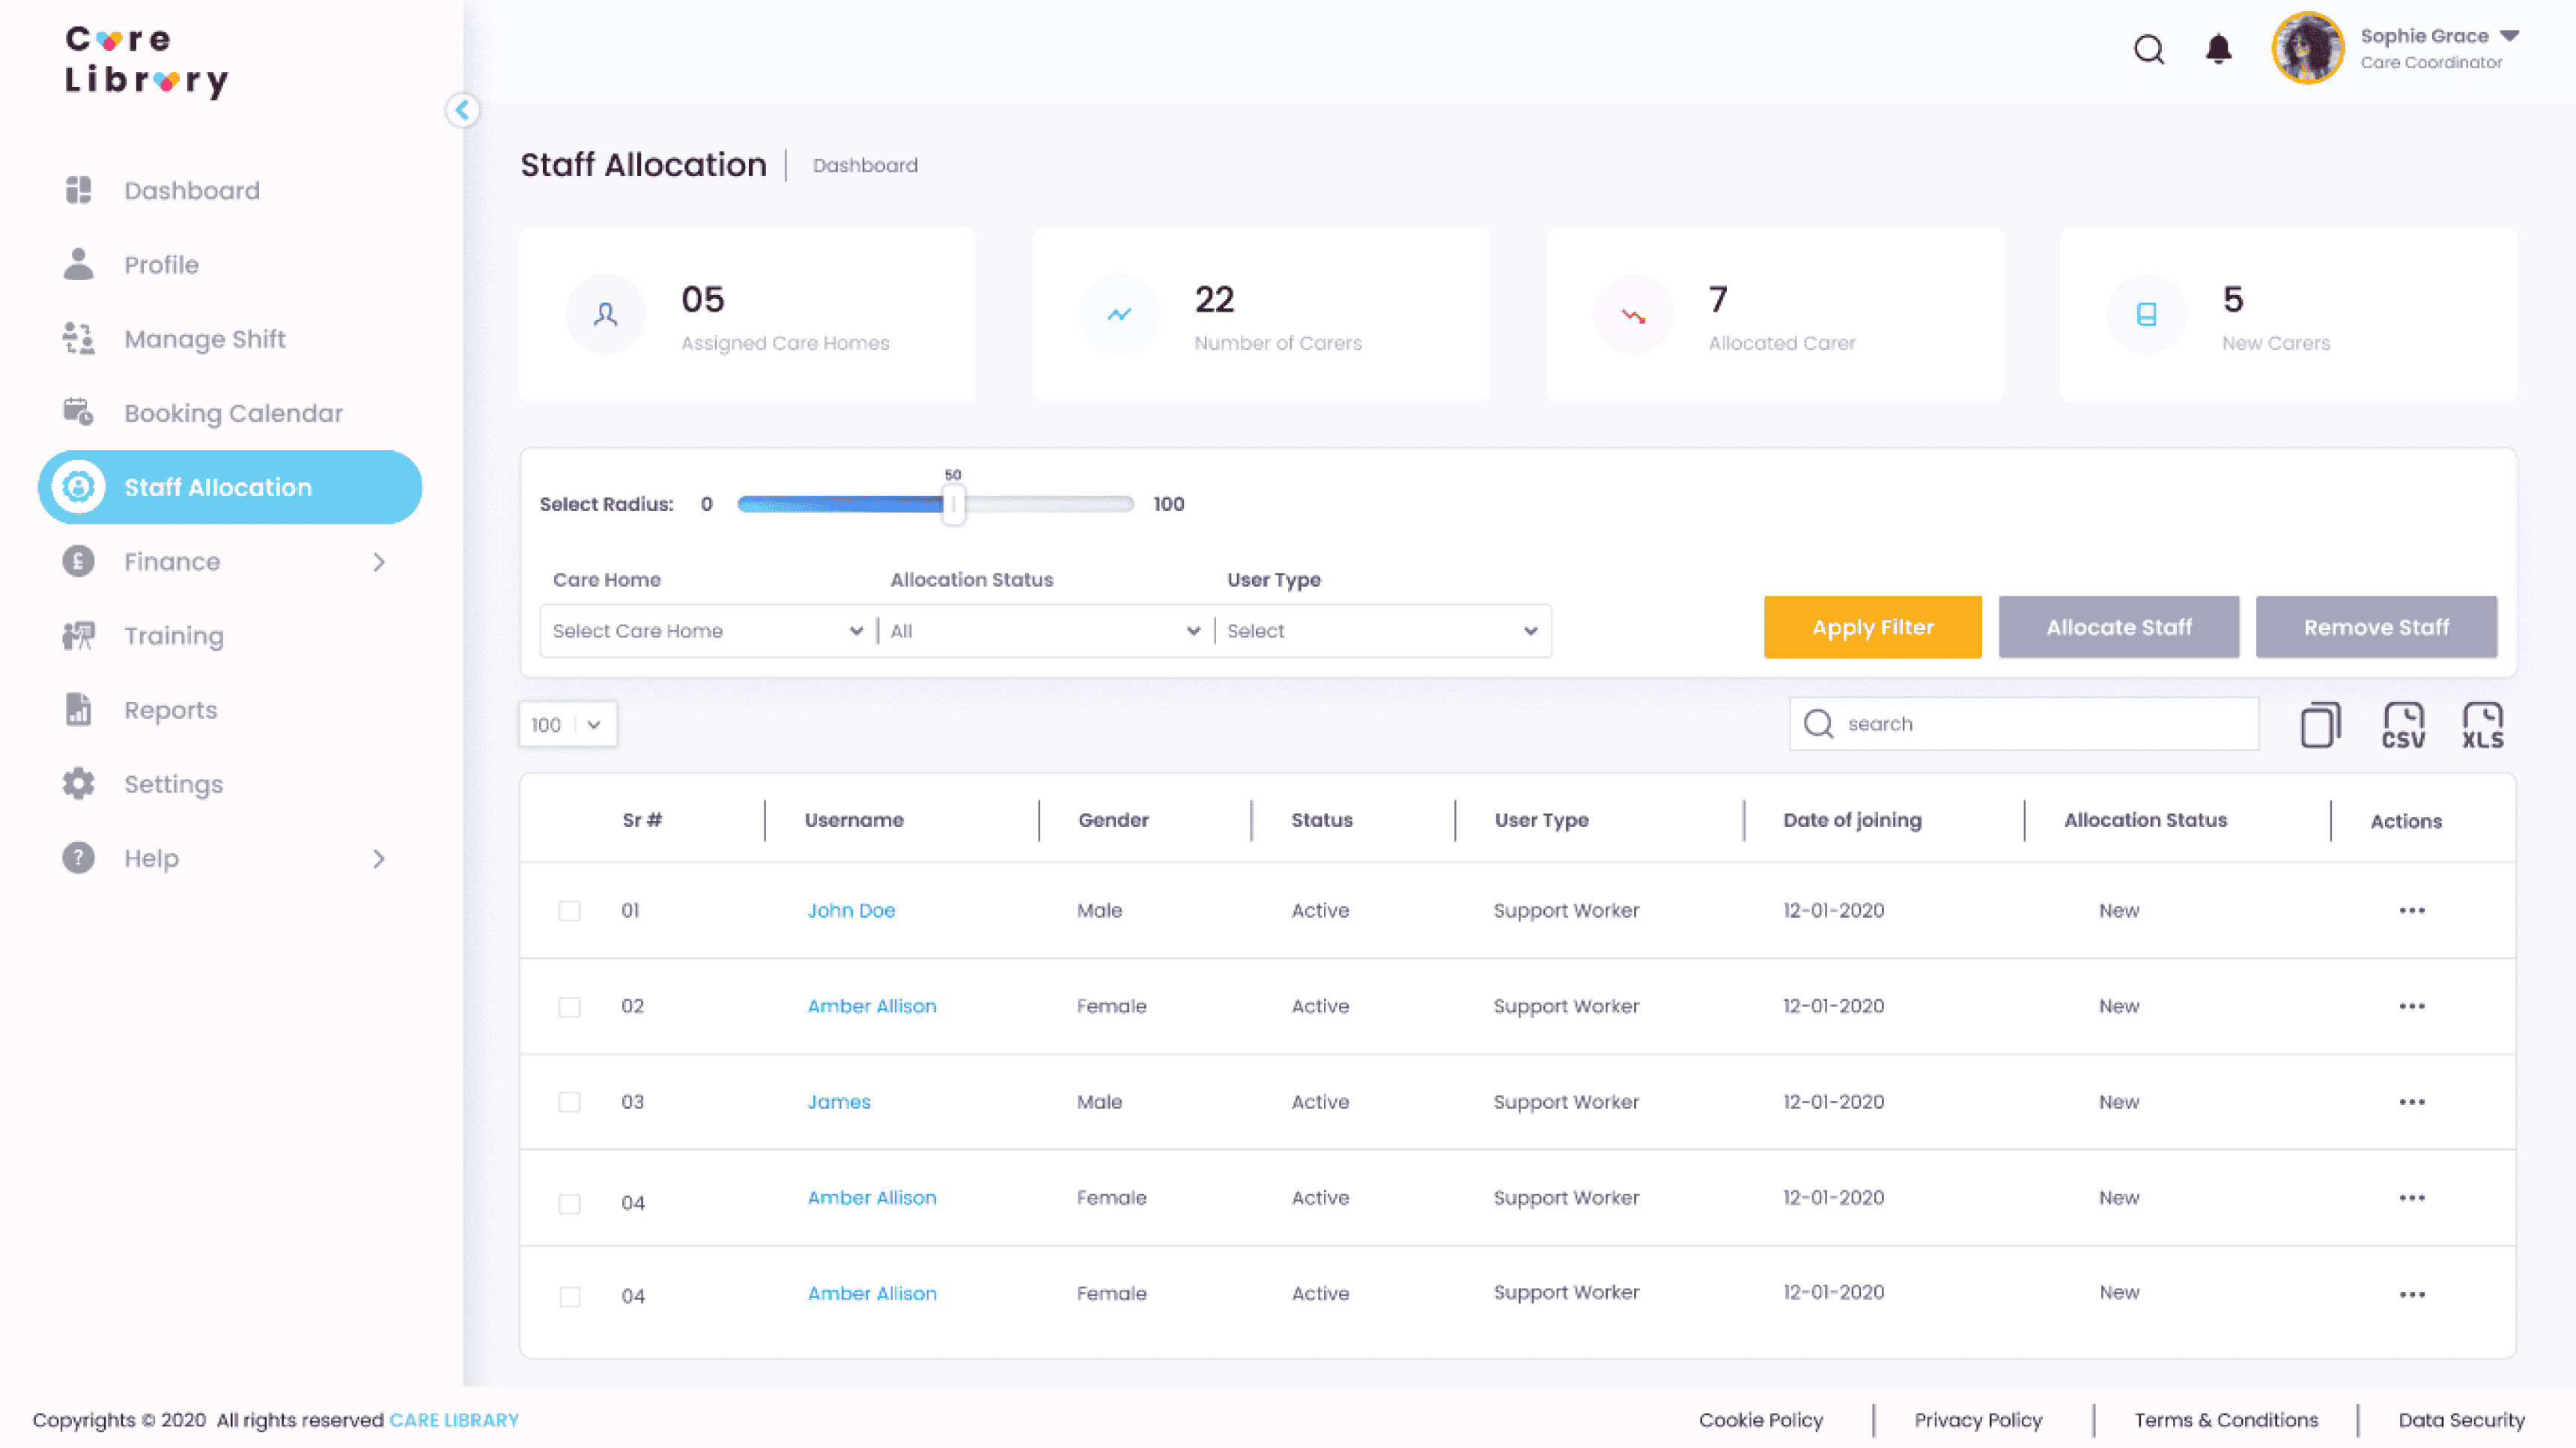 Care
Library
Sophie Grace
Care Coordinator
Dashboard
Profile
Manage Shift
Booking Calendar
Staff Allocation
Finance
Training
Reports
Settings
Help
Staff Allocation Dashboard
05
Assigned Care Homes
22
Number of Carers
7
Allocated Carer
5
New Carers
50
Select Radius: 0 100
Care Home Allocation Status User Type
Select Care Home All Select
Apply Filter Allocate Staff Remove Staff
100 search CSV XLS
Sr # Username Gender Status User Type Date of joining Allocation Status Actions
01 John Doe Male Active Support Worker 12-01-2020 New
02 Amber Allison Female Active Support Worker 12-01-2020 New
03 James Male Active Support Worker 12-01-2020 New
04 Amber Allison Female Active Support Worker 12-01-2020 New
04 Amber Allison Female Active Support Worker 12-01-2020 New
Copyrights © 2020 All rights reserved CARE LIBRARY Cookie Policy Privacy Policy Terms & Conditions Data Security